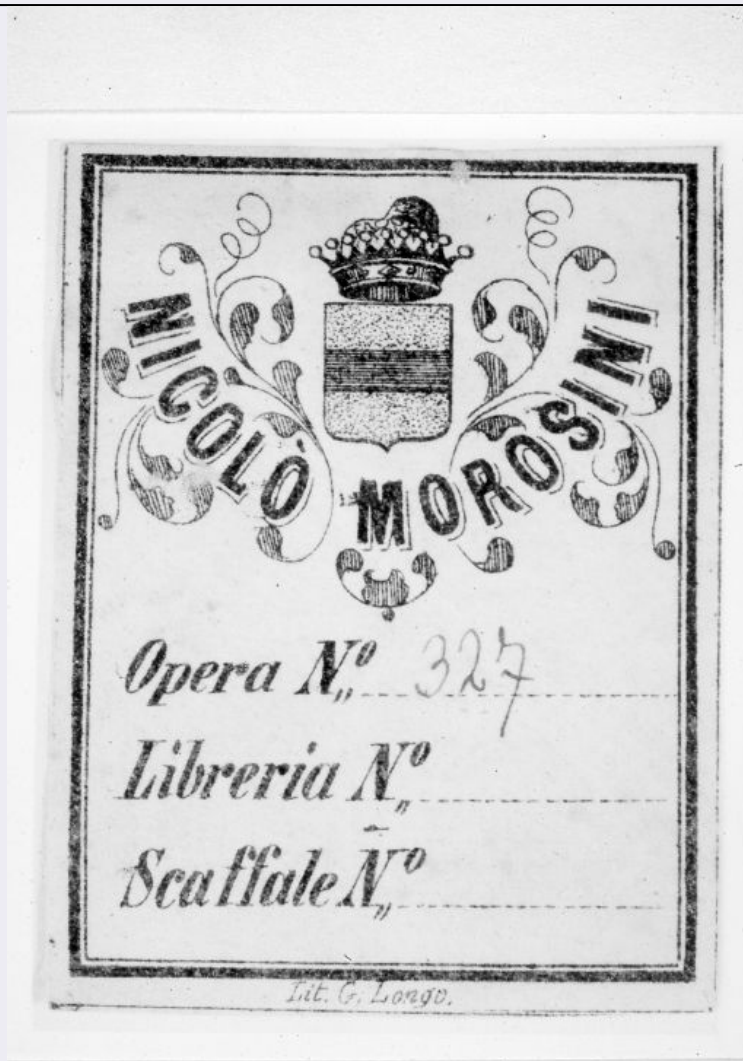 NICOLÒ MOROSINI
Opera N.º 327
Libreria N.º
Scaffale N.º
Lit. G. Longo.